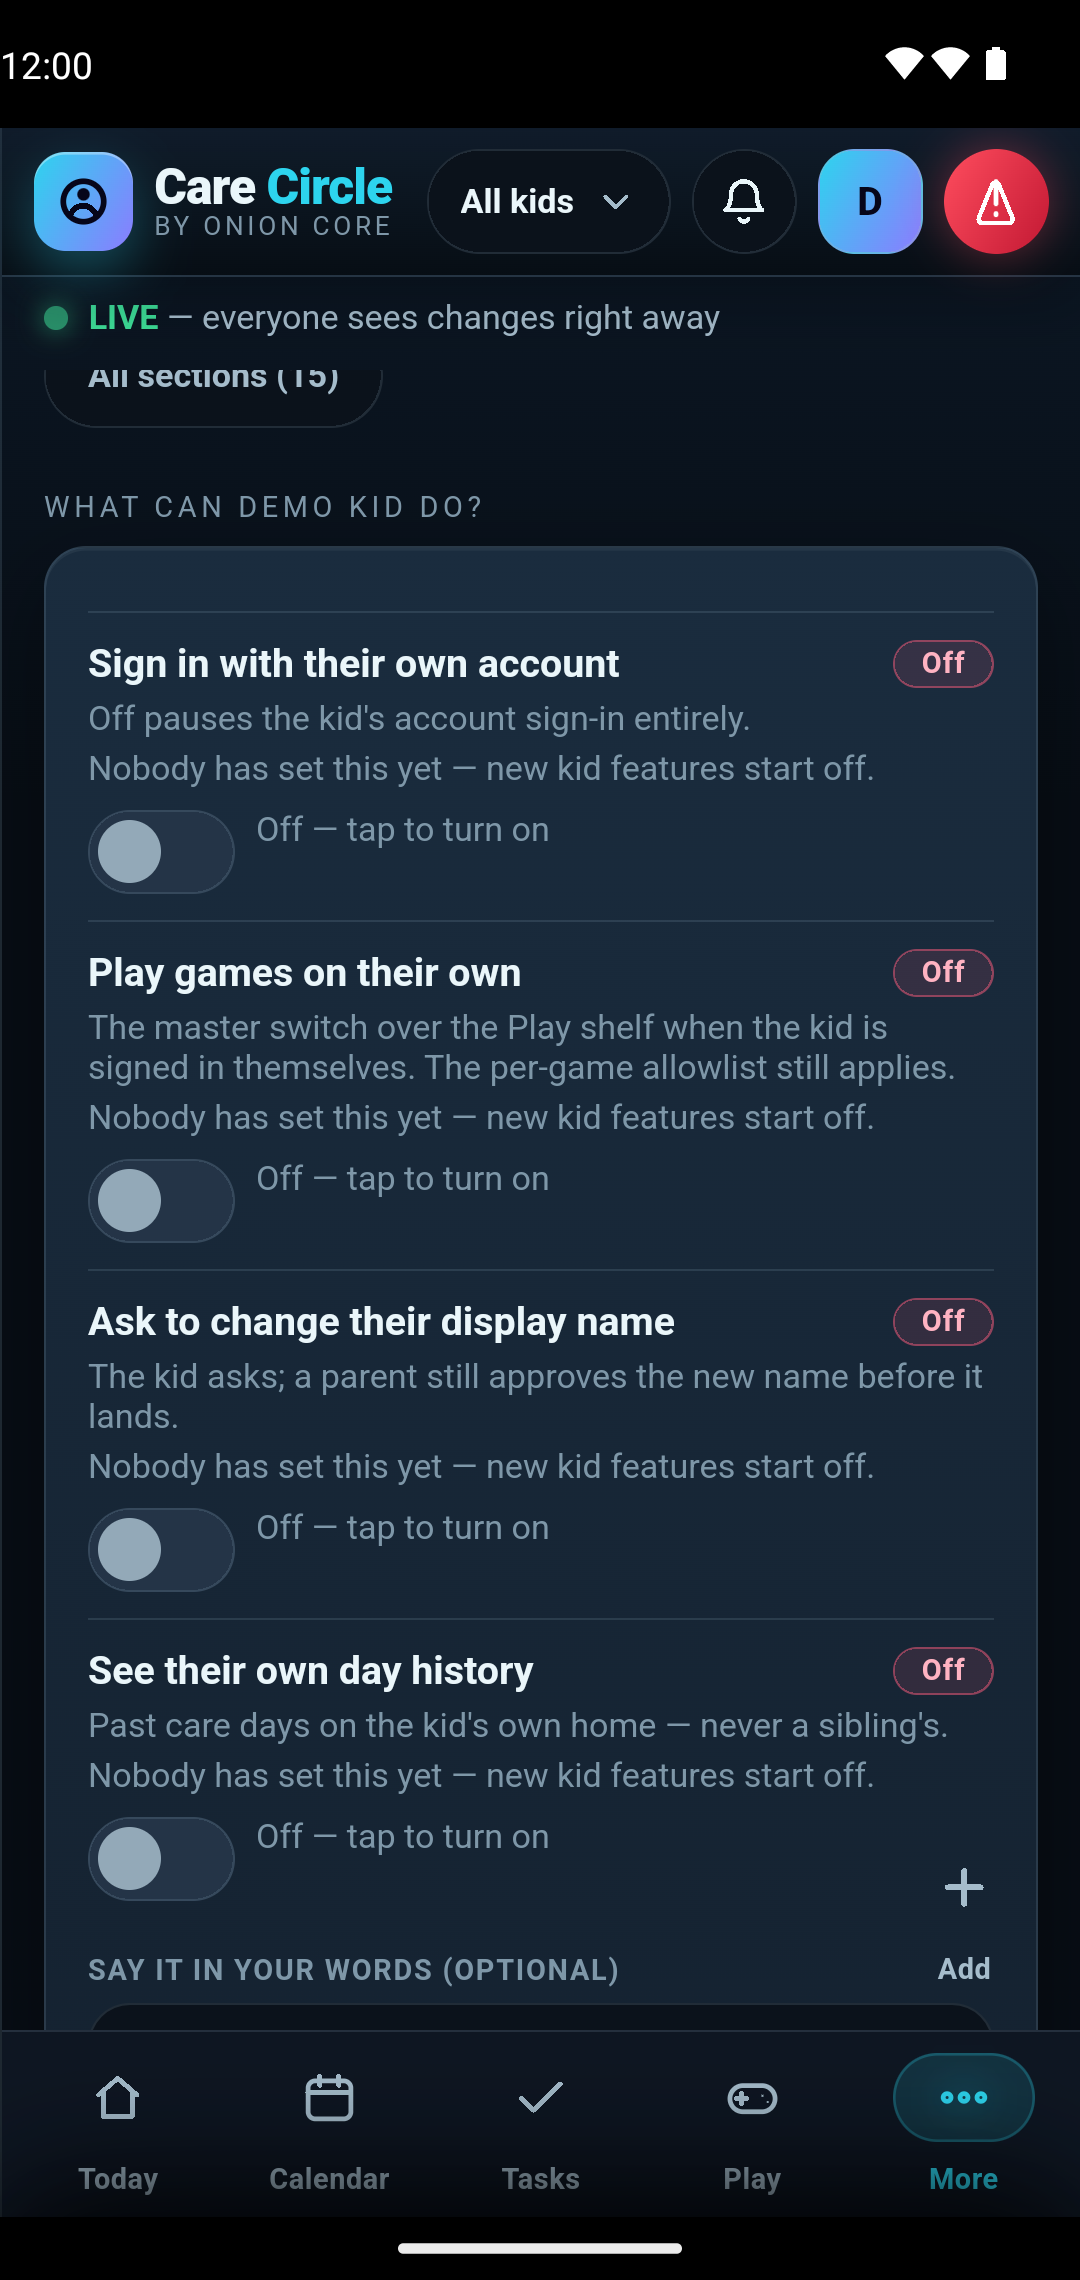 12:00
Care Circle
BY ONION CORE
All kids
D
LIVE — everyone sees changes right away
All sections (15)
WHAT CAN DEMO KID DO?
Sign in with their own account
Off
Off pauses the kid's account sign-in entirely.
Nobody has set this yet — new kid features start off.
Off — tap to turn on
Play games on their own
Off
The master switch over the Play shelf when the kid is
signed in themselves. The per-game allowlist still applies.
Nobody has set this yet — new kid features start off.
Off — tap to turn on
Ask to change their display name
Off
The kid asks; a parent still approves the new name before it
lands.
Nobody has set this yet — new kid features start off.
Off — tap to turn on
See their own day history
Off
Past care days on the kid's own home — never a sibling's.
Nobody has set this yet — new kid features start off.
Off — tap to turn on
SAY IT IN YOUR WORDS (OPTIONAL)
Add
Today
Calendar
Tasks
Play
More